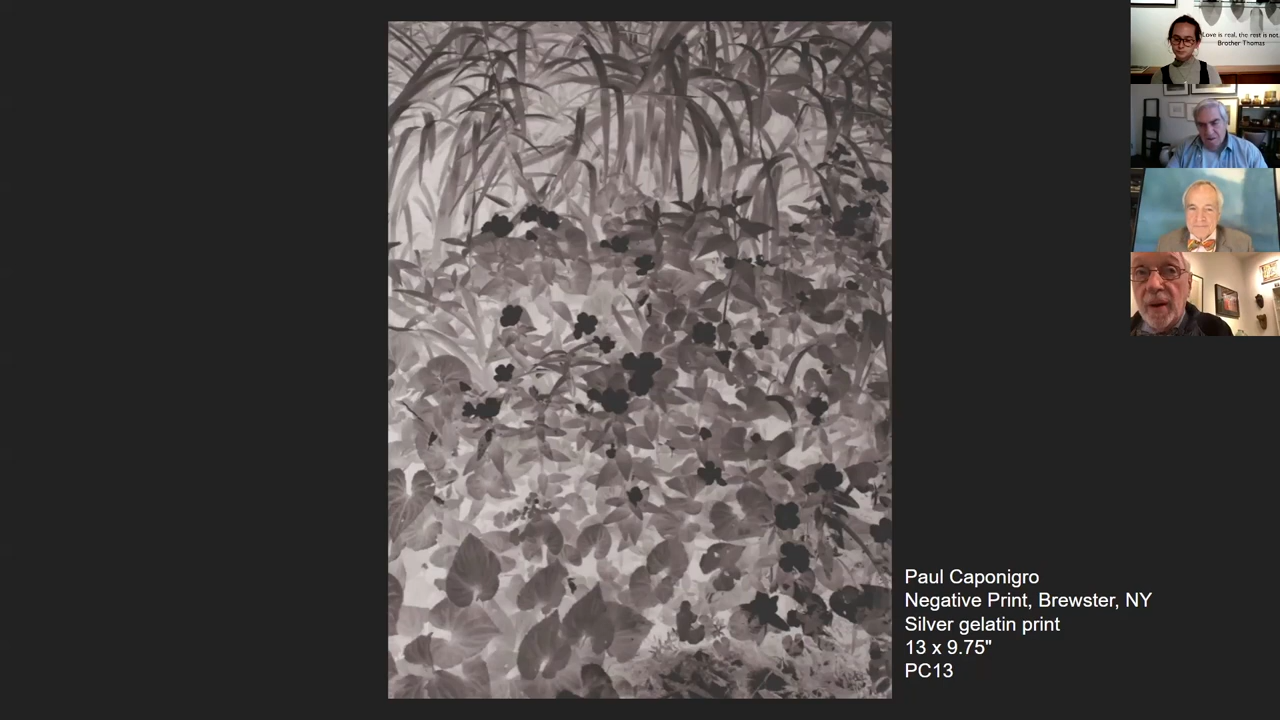 Love is real, the rest is not.
Brother Thomas
Paul Caponigro
Negative Print, Brewster, NY
Silver gelatin print
13 x 9.75"
PC13